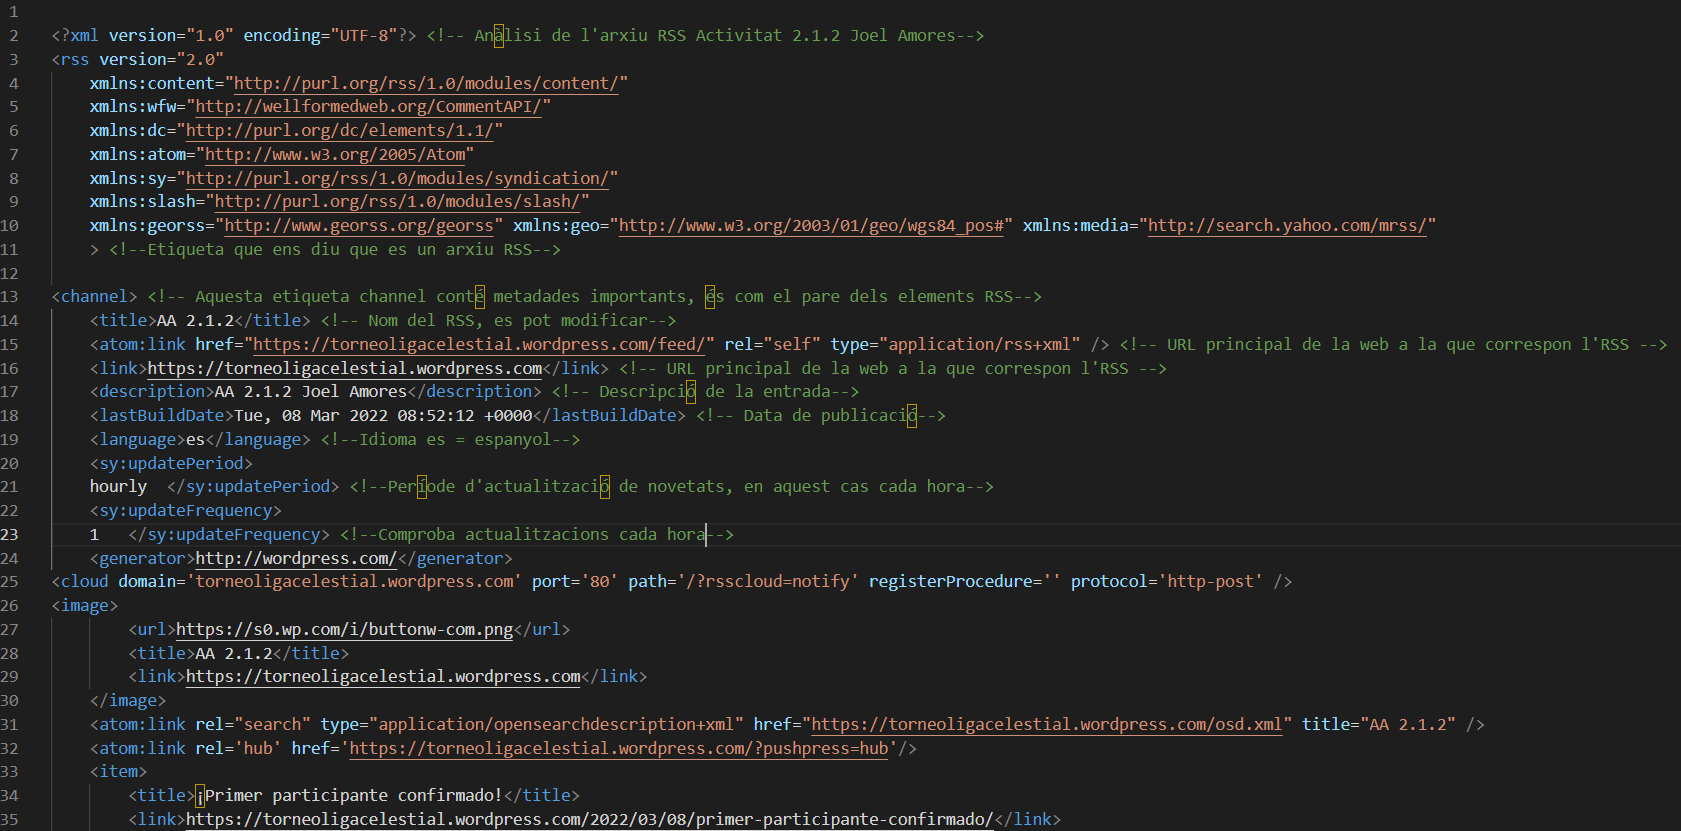 1
2 <?xml version="1.0" encoding="UTF-8"?> <!-- Anàlisi de l'arxiu RSS Activitat 2.1.2 Joel Amores-->
3 <rss version="2.0"
4 xmlns:content="http://purl.org/rss/1.0/modules/content/"
5 xmlns:wfw="http://wellformedweb.org/CommentAPI/"
6 xmlns:dc="http://purl.org/dc/elements/1.1/"
7 xmlns:atom="http://www.w3.org/2005/Atom"
8 xmlns:sy="http://purl.org/rss/1.0/modules/syndication/"
9 xmlns:slash="http://purl.org/rss/1.0/modules/slash/"
10 xmlns:georss="http://www.georss.org/georss" xmlns:geo="http://www.w3.org/2003/01/geo/wgs84_pos#" xmlns:media="http://search.yahoo.com/mrss/"
11 > <!--Etiqueta que ens diu que es un arxiu RSS-->
12
13 <channel> <!-- Aquesta etiqueta channel conté metadades importants, és com el pare dels elements RSS-->
14 <title>AA 2.1.2</title> <!-- Nom del RSS, es pot modificar-->
15 <atom:link href="https://torneoligacelestial.wordpress.com/feed/" rel="self" type="application/rss+xml" /> <!-- URL principal de la web a la que correspon l'RSS -->
16 <link>https://torneoligacelestial.wordpress.com</link> <!-- URL principal de la web a la que correspon l'RSS -->
17 <description>AA 2.1.2 Joel Amores</description> <!-- Descripció de la entrada-->
18 <lastBuildDate>Tue, 08 Mar 2022 08:52:12 +0000</lastBuildDate> <!-- Data de publicació-->
19 <language>es</language> <!--Idioma es = espanyol-->
20 <sy:updatePeriod>
21 hourly </sy:updatePeriod> <!--Període d'actualització de novetats, en aquest cas cada hora-->
22 <sy:updateFrequency>
23 1 </sy:updateFrequency> <!--Comproba actualitzacions cada hora-->
24 <generator>http://wordpress.com/</generator>
25 <cloud domain='torneoligacelestial.wordpress.com' port='80' path='/?rsscloud=notify' registerProcedure='' protocol='http-post' />
26 <image>
27 <url>https://s0.wp.com/i/buttonw-com.png</url>
28 <title>AA 2.1.2</title>
29 <link>https://torneoligacelestial.wordpress.com</link>
30 </image>
31 <atom:link rel="search" type="application/opensearchdescription+xml" href="https://torneoligacelestial.wordpress.com/osd.xml" title="AA 2.1.2" />
32 <atom:link rel='hub' href='https://torneoligacelestial.wordpress.com/?pushpress=hub'/>
33 <item>
34 <title>¡Primer participante confirmado!</title>
35 <link>https://torneoligacelestial.wordpress.com/2022/03/08/primer-participante-confirmado/</link>